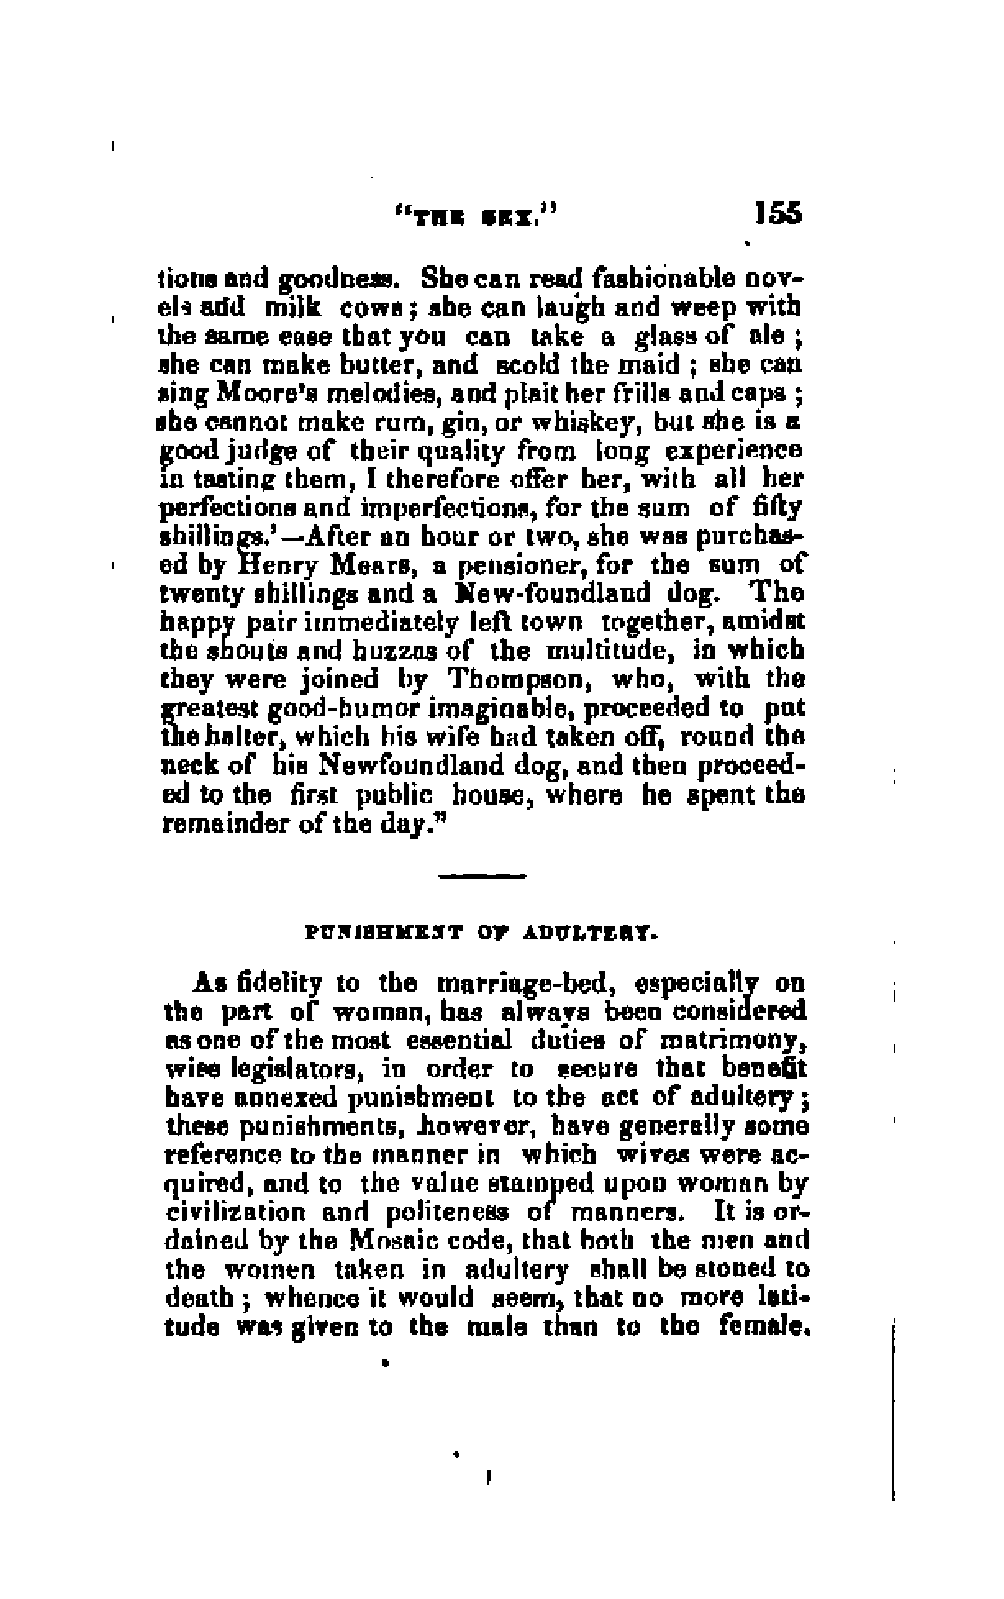 "THE SEX." 155
tions and goodness. She can read fashionable nov-
els and milk cows; she can laugh and weep with
the same ease that you can take a glass of ale;
she can make butter, and scold the maid; she can
sing Moore's melodies, and plait her frills and caps;
she cannot make rum, gin, or whiskey, but she is a
good judge of their quality from long experience
in tasting them, I therefore offer her, with all her
perfections and imperfections, for the sum of fifty
shillings.'—After an hour or two, she was purchas-
ed by Henry Mears, a pensioner, for the sum of
twenty shillings and a New-foundland dog. The
happy pair immediately left town together, amidst
the shouts and huzzas of the multitude, in which
they were joined by Thompson, who, with the
greatest good-humor imaginable, proceeded to put
the halter, which his wife had taken off, round the
neck of his Newfoundland dog, and then proceed-
ed to the first public house, where he spent the
remainder of the day."
PUNISHMENT OF ADULTERY.
As fidelity to the marriage-bed, especially on
the part of woman, has always been considered
as one of the most essential duties of matrimony,
wise legislators, in order to secure that benefit
have annexed punishment to the act of adultery;
these punishments, however, have generally some
reference to the manner in which wives were ac-
quired, and to the value stamped upon woman by
civilization and politeness of manners. It is or-
dained by the Mosaic code, that both the men and
the women taken in adultery shall be stoned to
death; whence it would seem, that no more lati-
tude was given to the male than to the female.